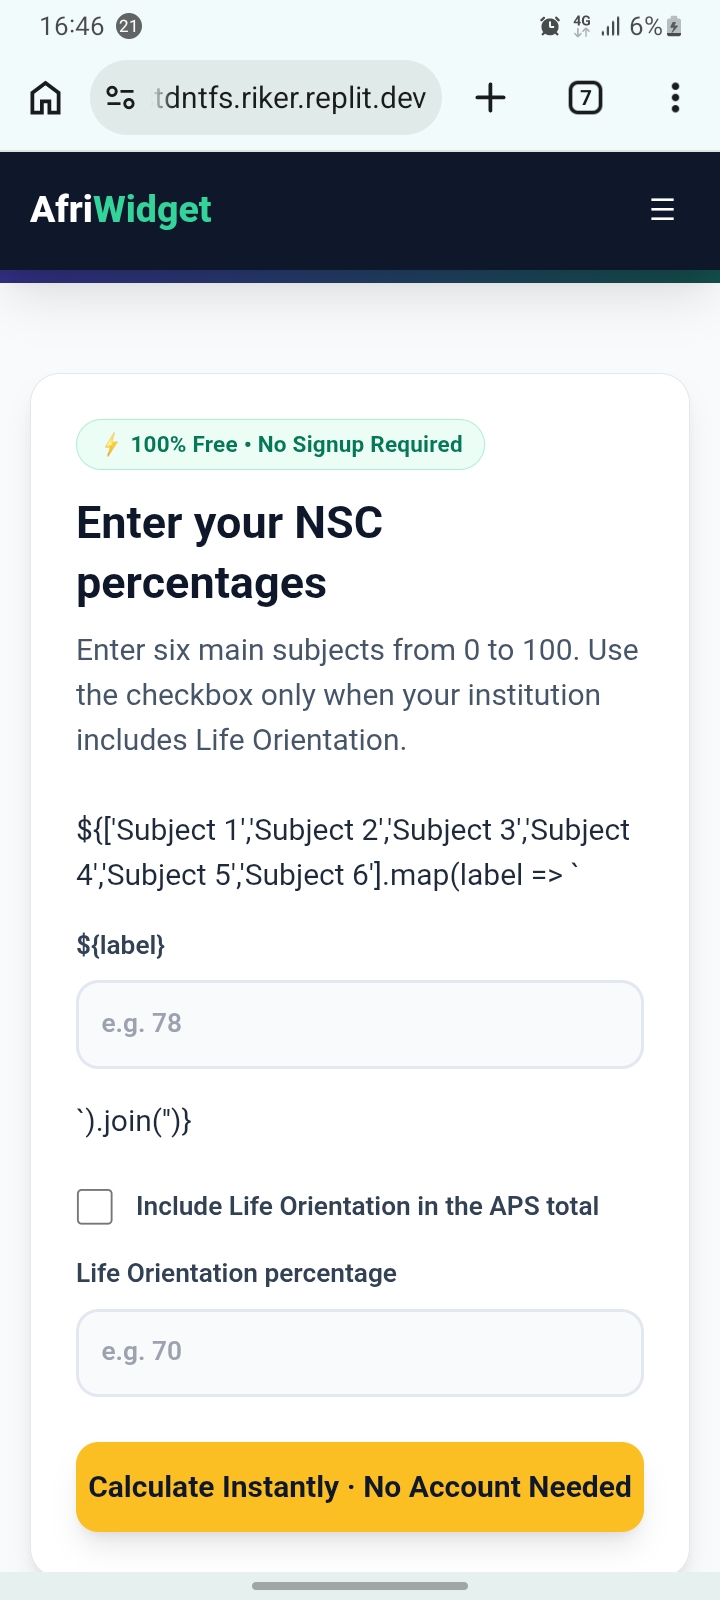 16:46 21 4G 6%
tdntfs.riker.replit.dev 7
AfriWidget
⚡ 100% Free • No Signup Required
Enter your NSC
percentages
Enter six main subjects from 0 to 100. Use
the checkbox only when your institution
includes Life Orientation.
${['Subject 1','Subject 2','Subject 3','Subject
4','Subject 5','Subject 6'].map(label => `
${label}
e.g. 78
`).join('')}
Include Life Orientation in the APS total
Life Orientation percentage
e.g. 70
Calculate Instantly · No Account Needed